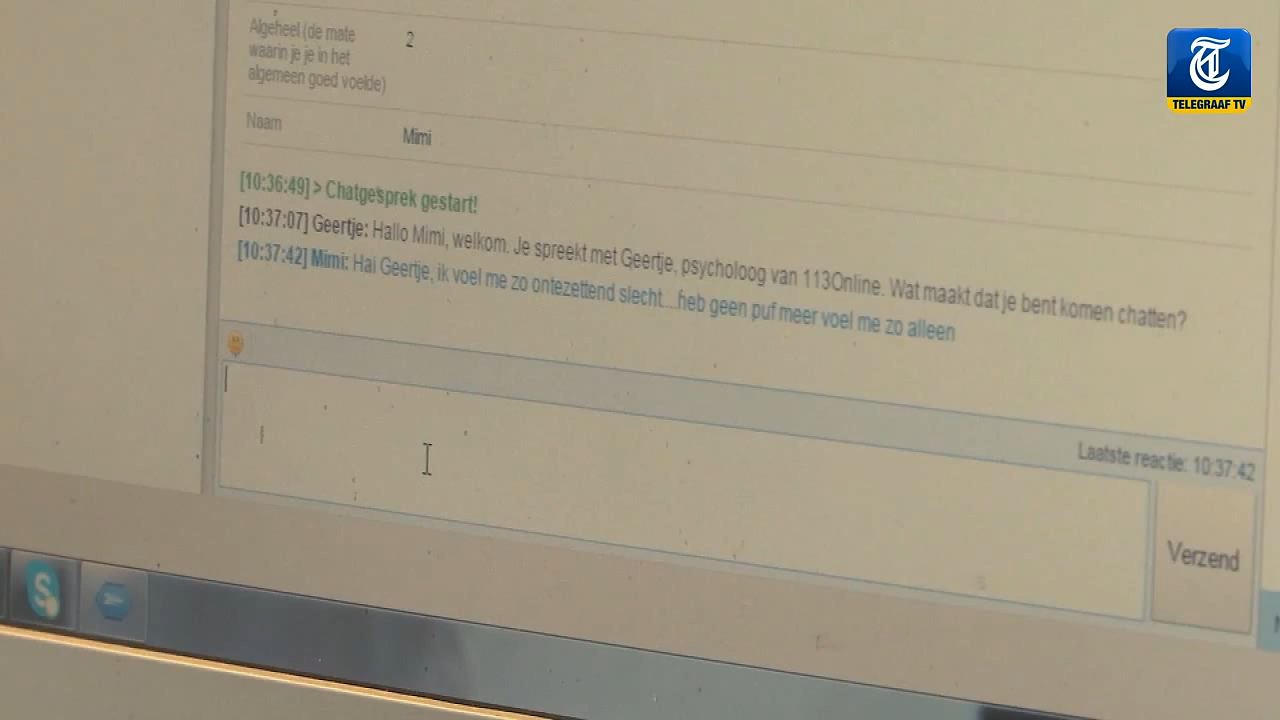 TELEGRAAF TV
Algeheel (de mate
waarin je je in het
algemeen goed voelde)
2
Naam
Mimi
[10:36:49] > Chatgesprek gestart!
[10:37:07] Geertje: Hallo Mimi, welkom. Je spreekt met Geertje, psycholoog van 113Online. Wat maakt dat je bent komen chatten?
[10:37:42] Mimi: Hai Geertje, ik voel me zo ontezettend slecht...heb geen puf meer voel me zo alleen
Laatste reactie: 10:37:42
Verzend